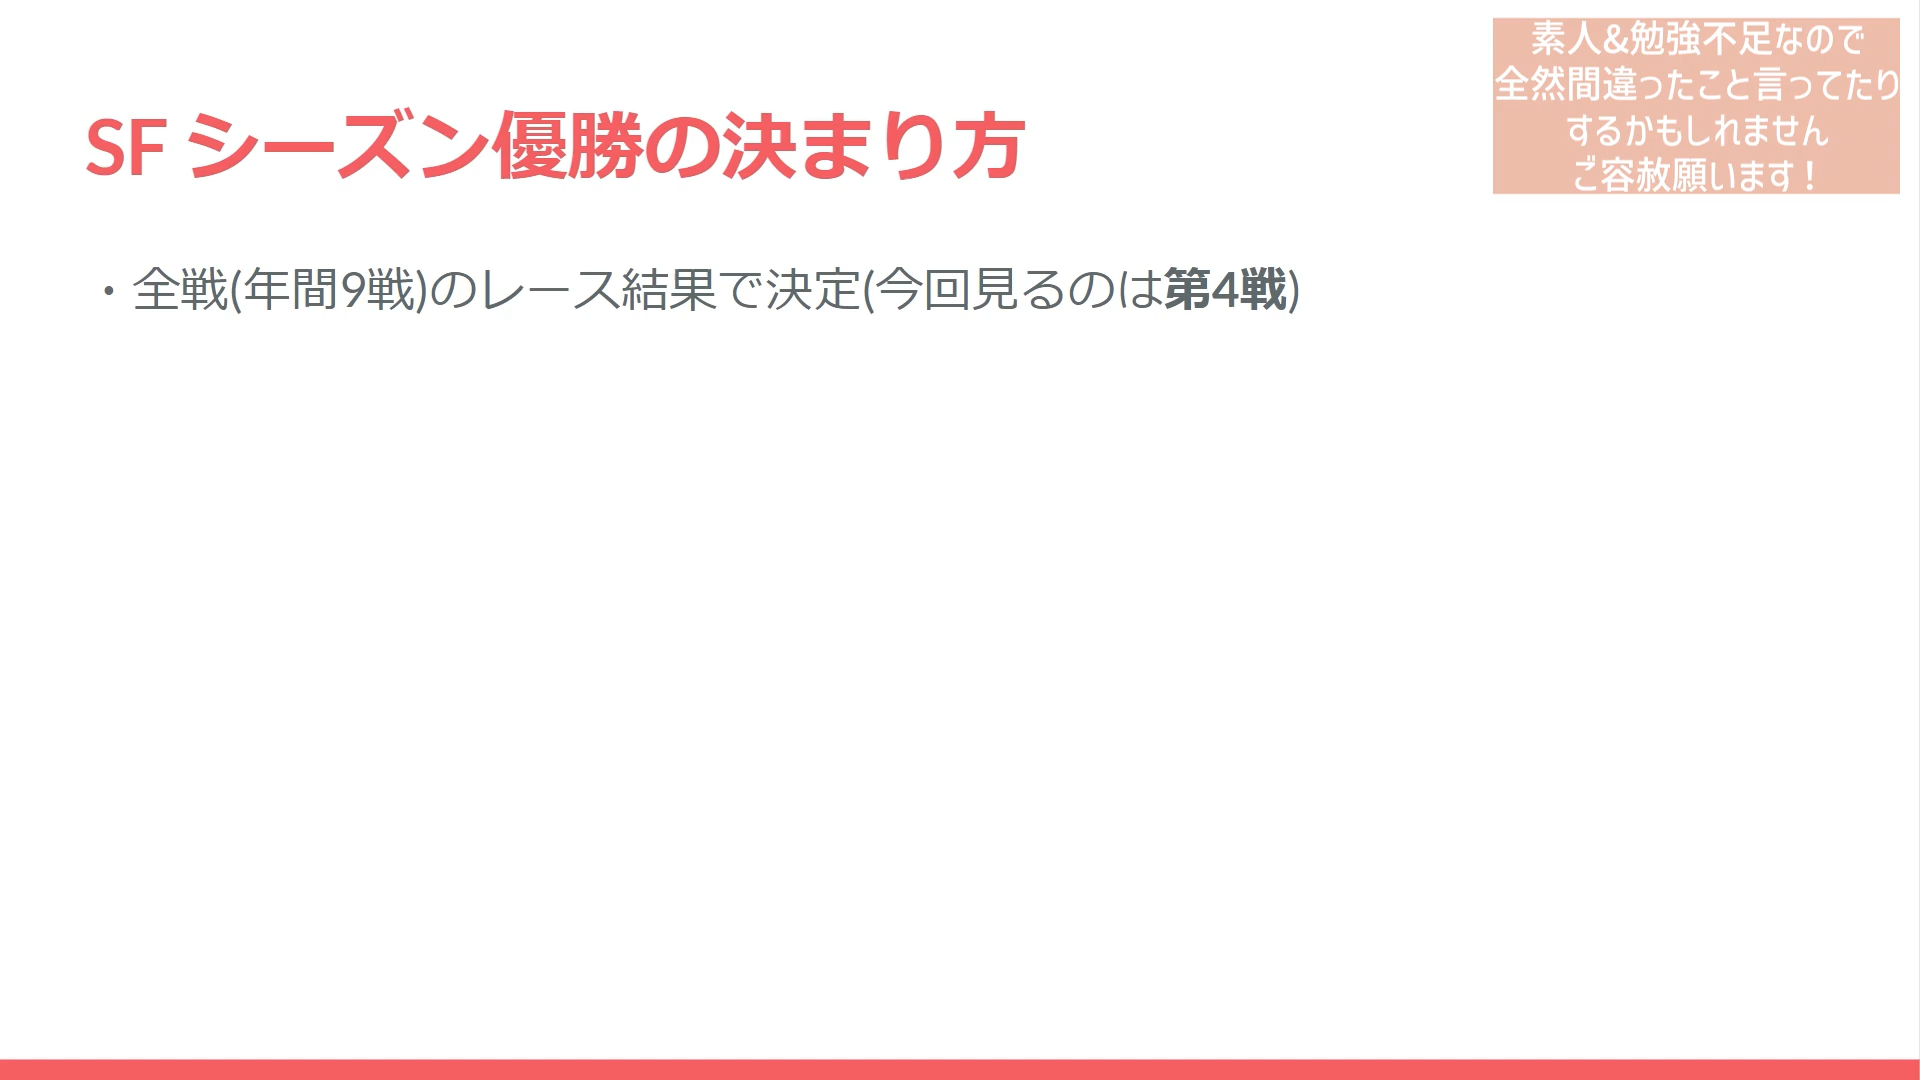 素人&勉強不足なので
全然間違ったこと言ってたり
するかもしれません
ご容赦願います！
SF シーズン優勝の決まり方
・全戦(年間9戦)のレース結果で決定(今回見るのは第4戦)